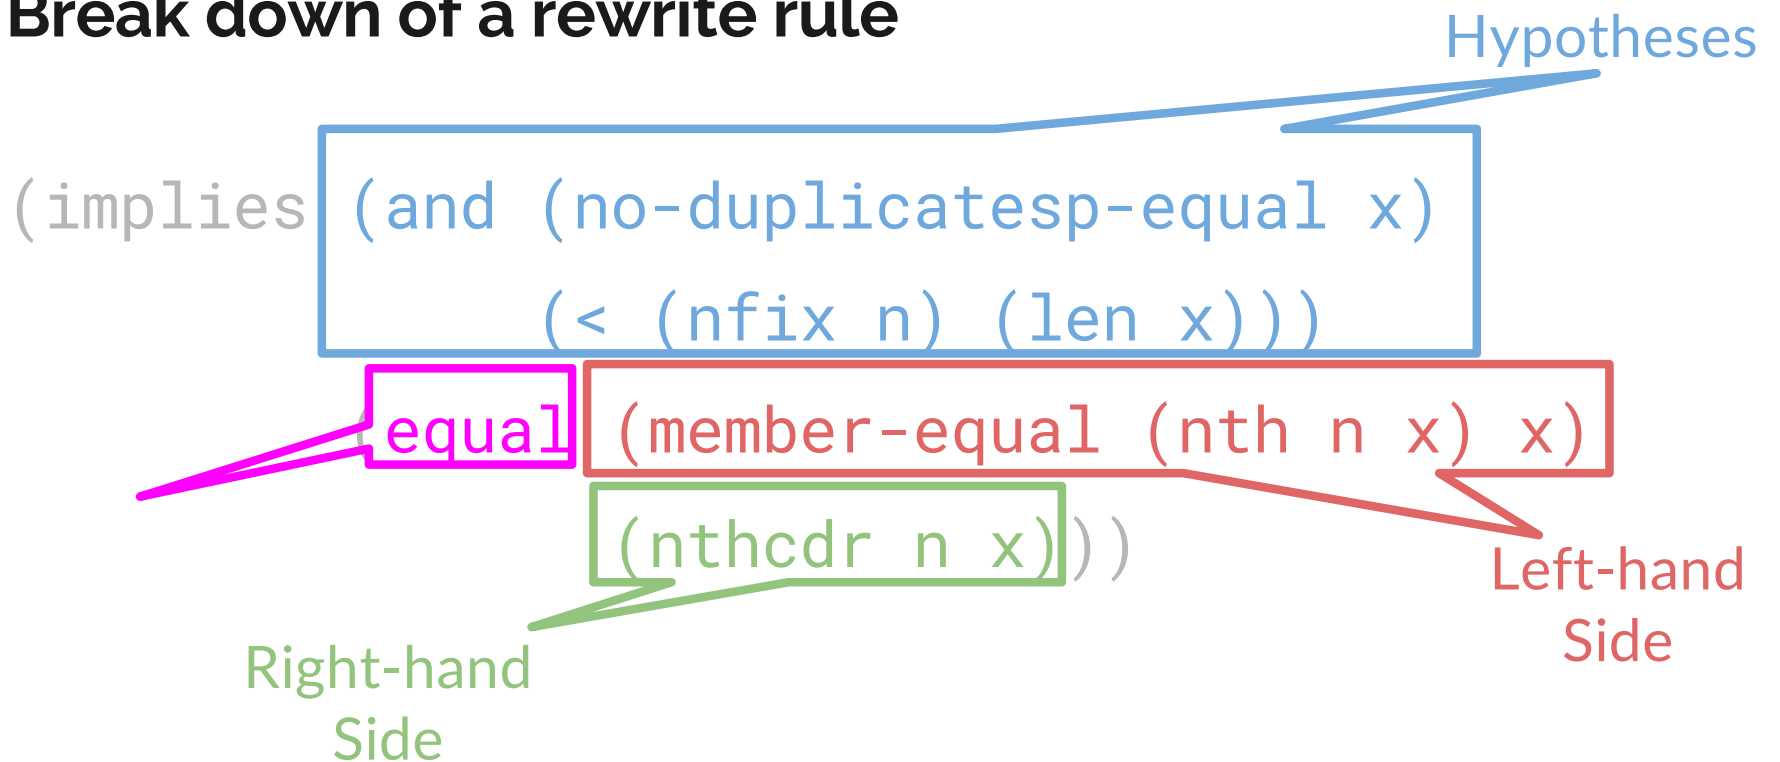 Break down of a rewrite rule
Hypotheses
(implies (and (no-duplicatesp-equal x)
(< (nfix n) (len x)))
(equal (member-equal (nth n x) x)
(nthcdr n x)))
Left-hand
Side
Right-hand
Side